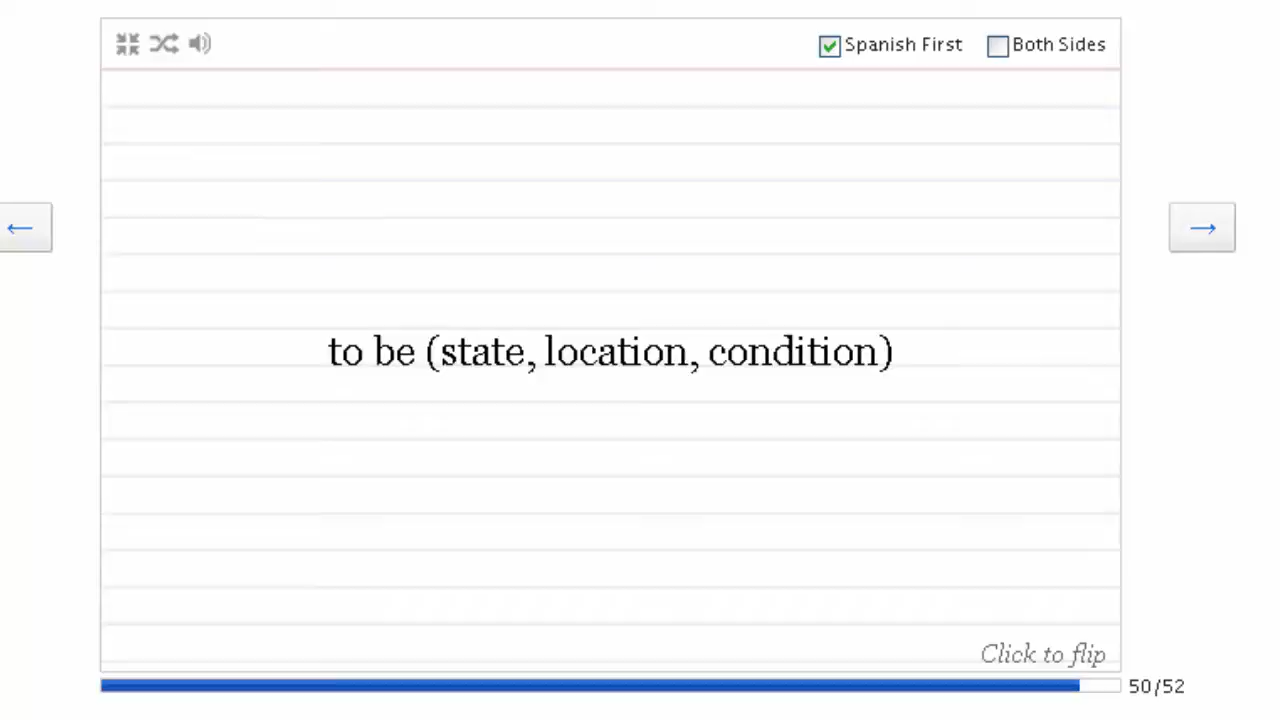 Spanish First Both Sides
to be (state, location, condition)
Click to flip
50/52